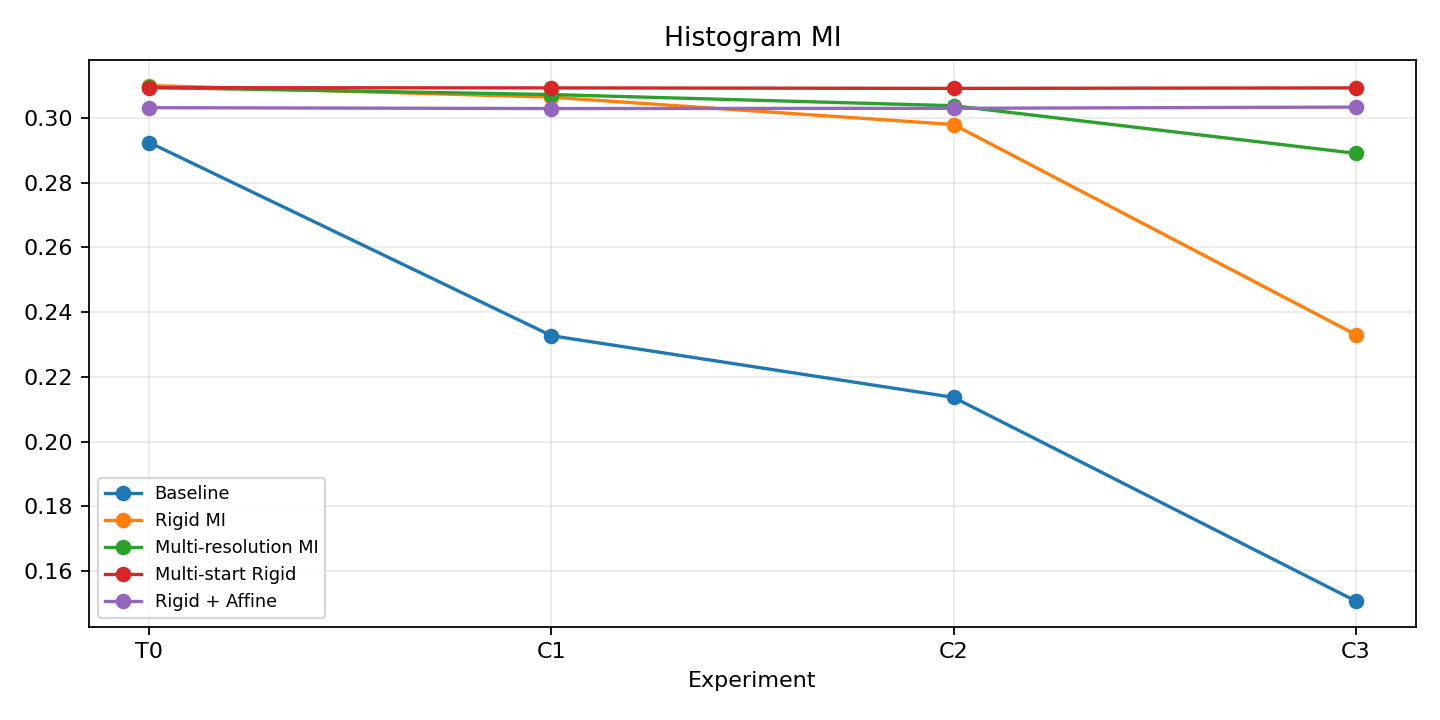 Histogram MI
0.30
0.28
0.26
0.24
0.22
0.20
0.18
0.16
Baseline
Rigid MI
Multi-resolution MI
Multi-start Rigid
Rigid + Affine
T0 C1 C2 C3
Experiment